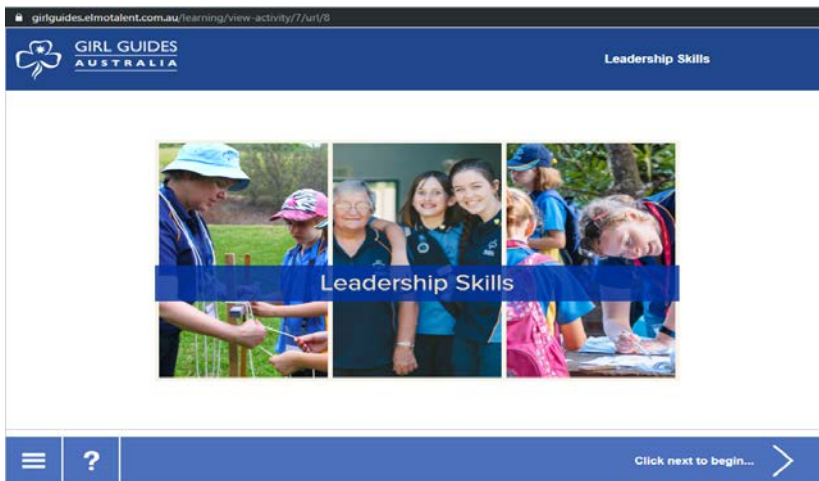 girlguides.elmotalent.com.au/learning/view-activity/7/url/8
GIRL GUIDES
AUSTRALIA
Leadership Skills
Leadership Skills
?
Click next to begin...